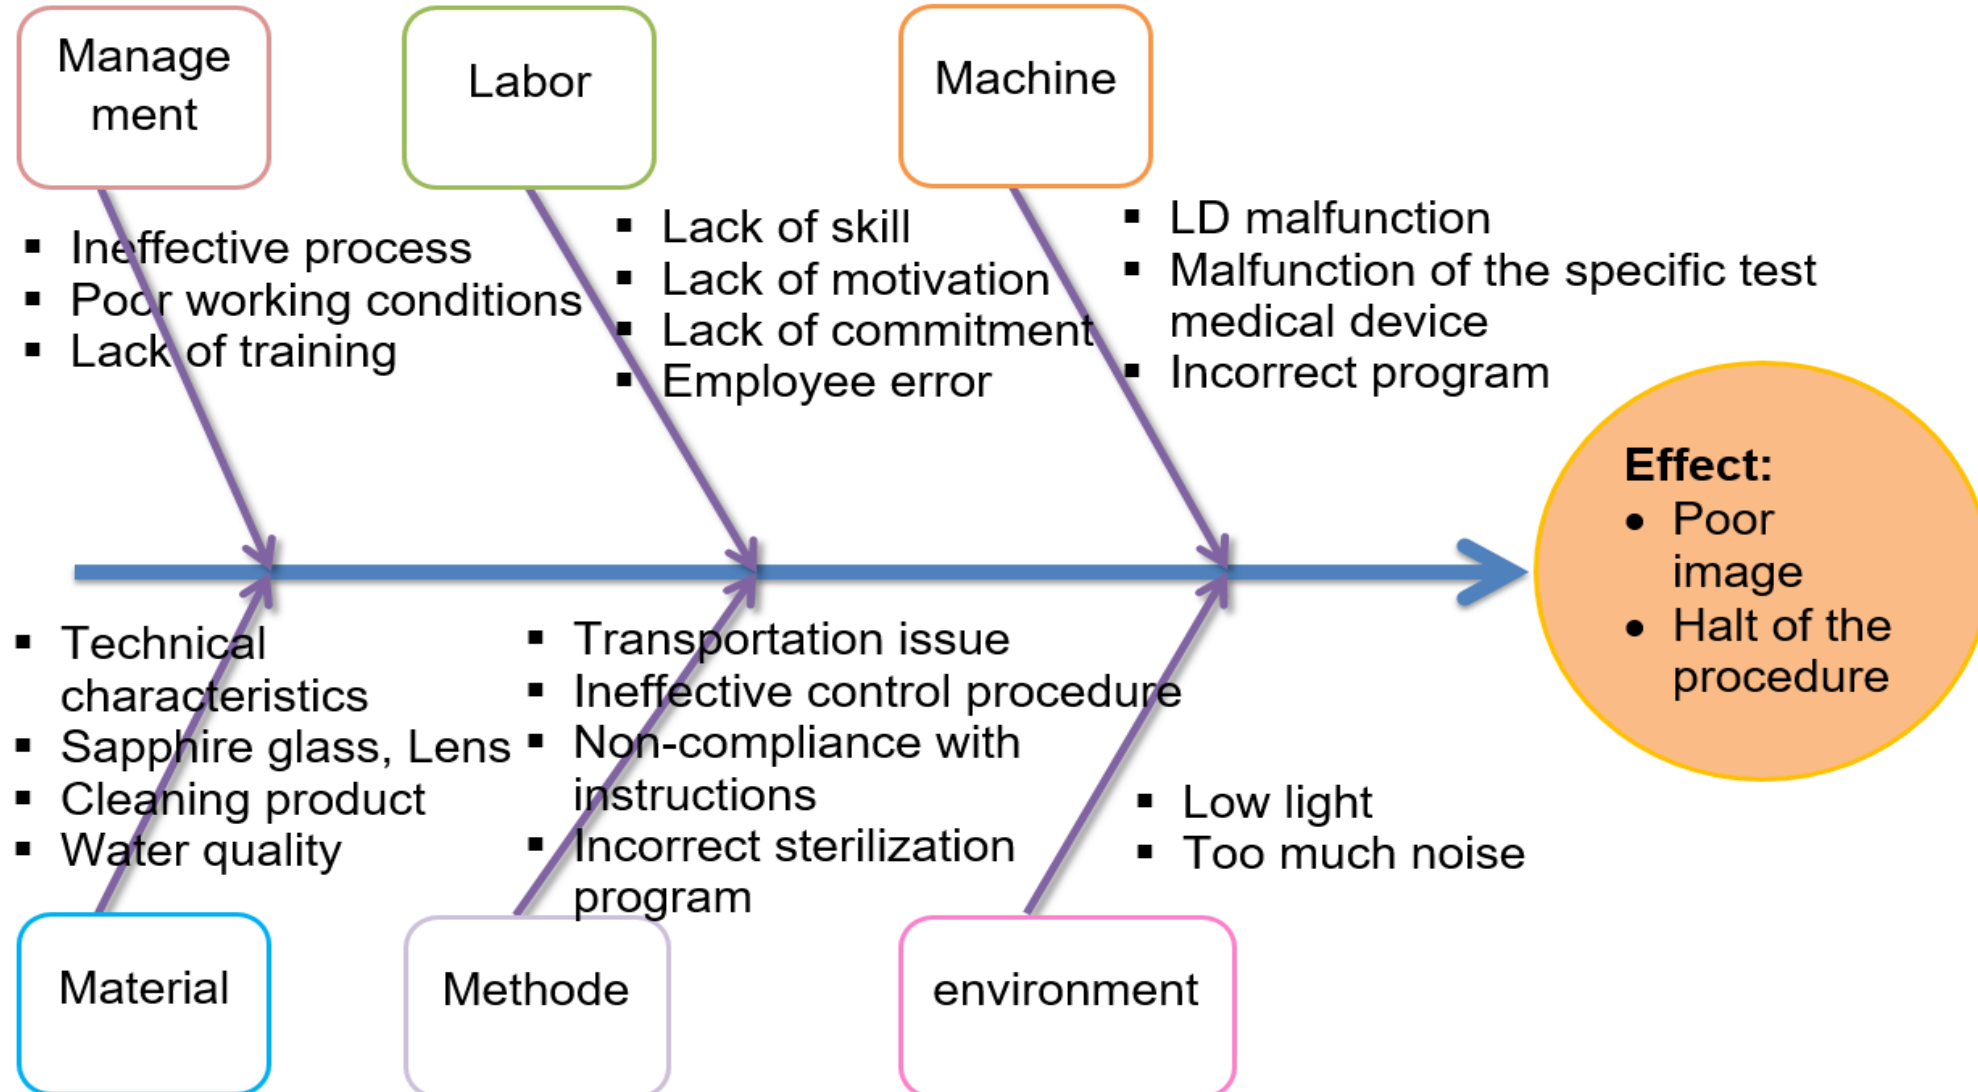 Manage
ment
Labor
Machine
▪ Ineffective process
▪ Poor working conditions
▪ Lack of training
▪ Lack of skill
▪ Lack of motivation
▪ Lack of commitment
▪ Employee error
▪ LD malfunction
▪ Malfunction of the specific test
medical device
▪ Incorrect program
Effect:
• Poor
image
• Halt of the
procedure
▪ Technical
characteristics
▪ Sapphire glass, Lens
▪ Cleaning product
▪ Water quality
▪ Transportation issue
▪ Ineffective control procedure
▪ Non-compliance with
instructions
▪ Incorrect sterilization
program
▪ Low light
▪ Too much noise
Material
Methode
environment